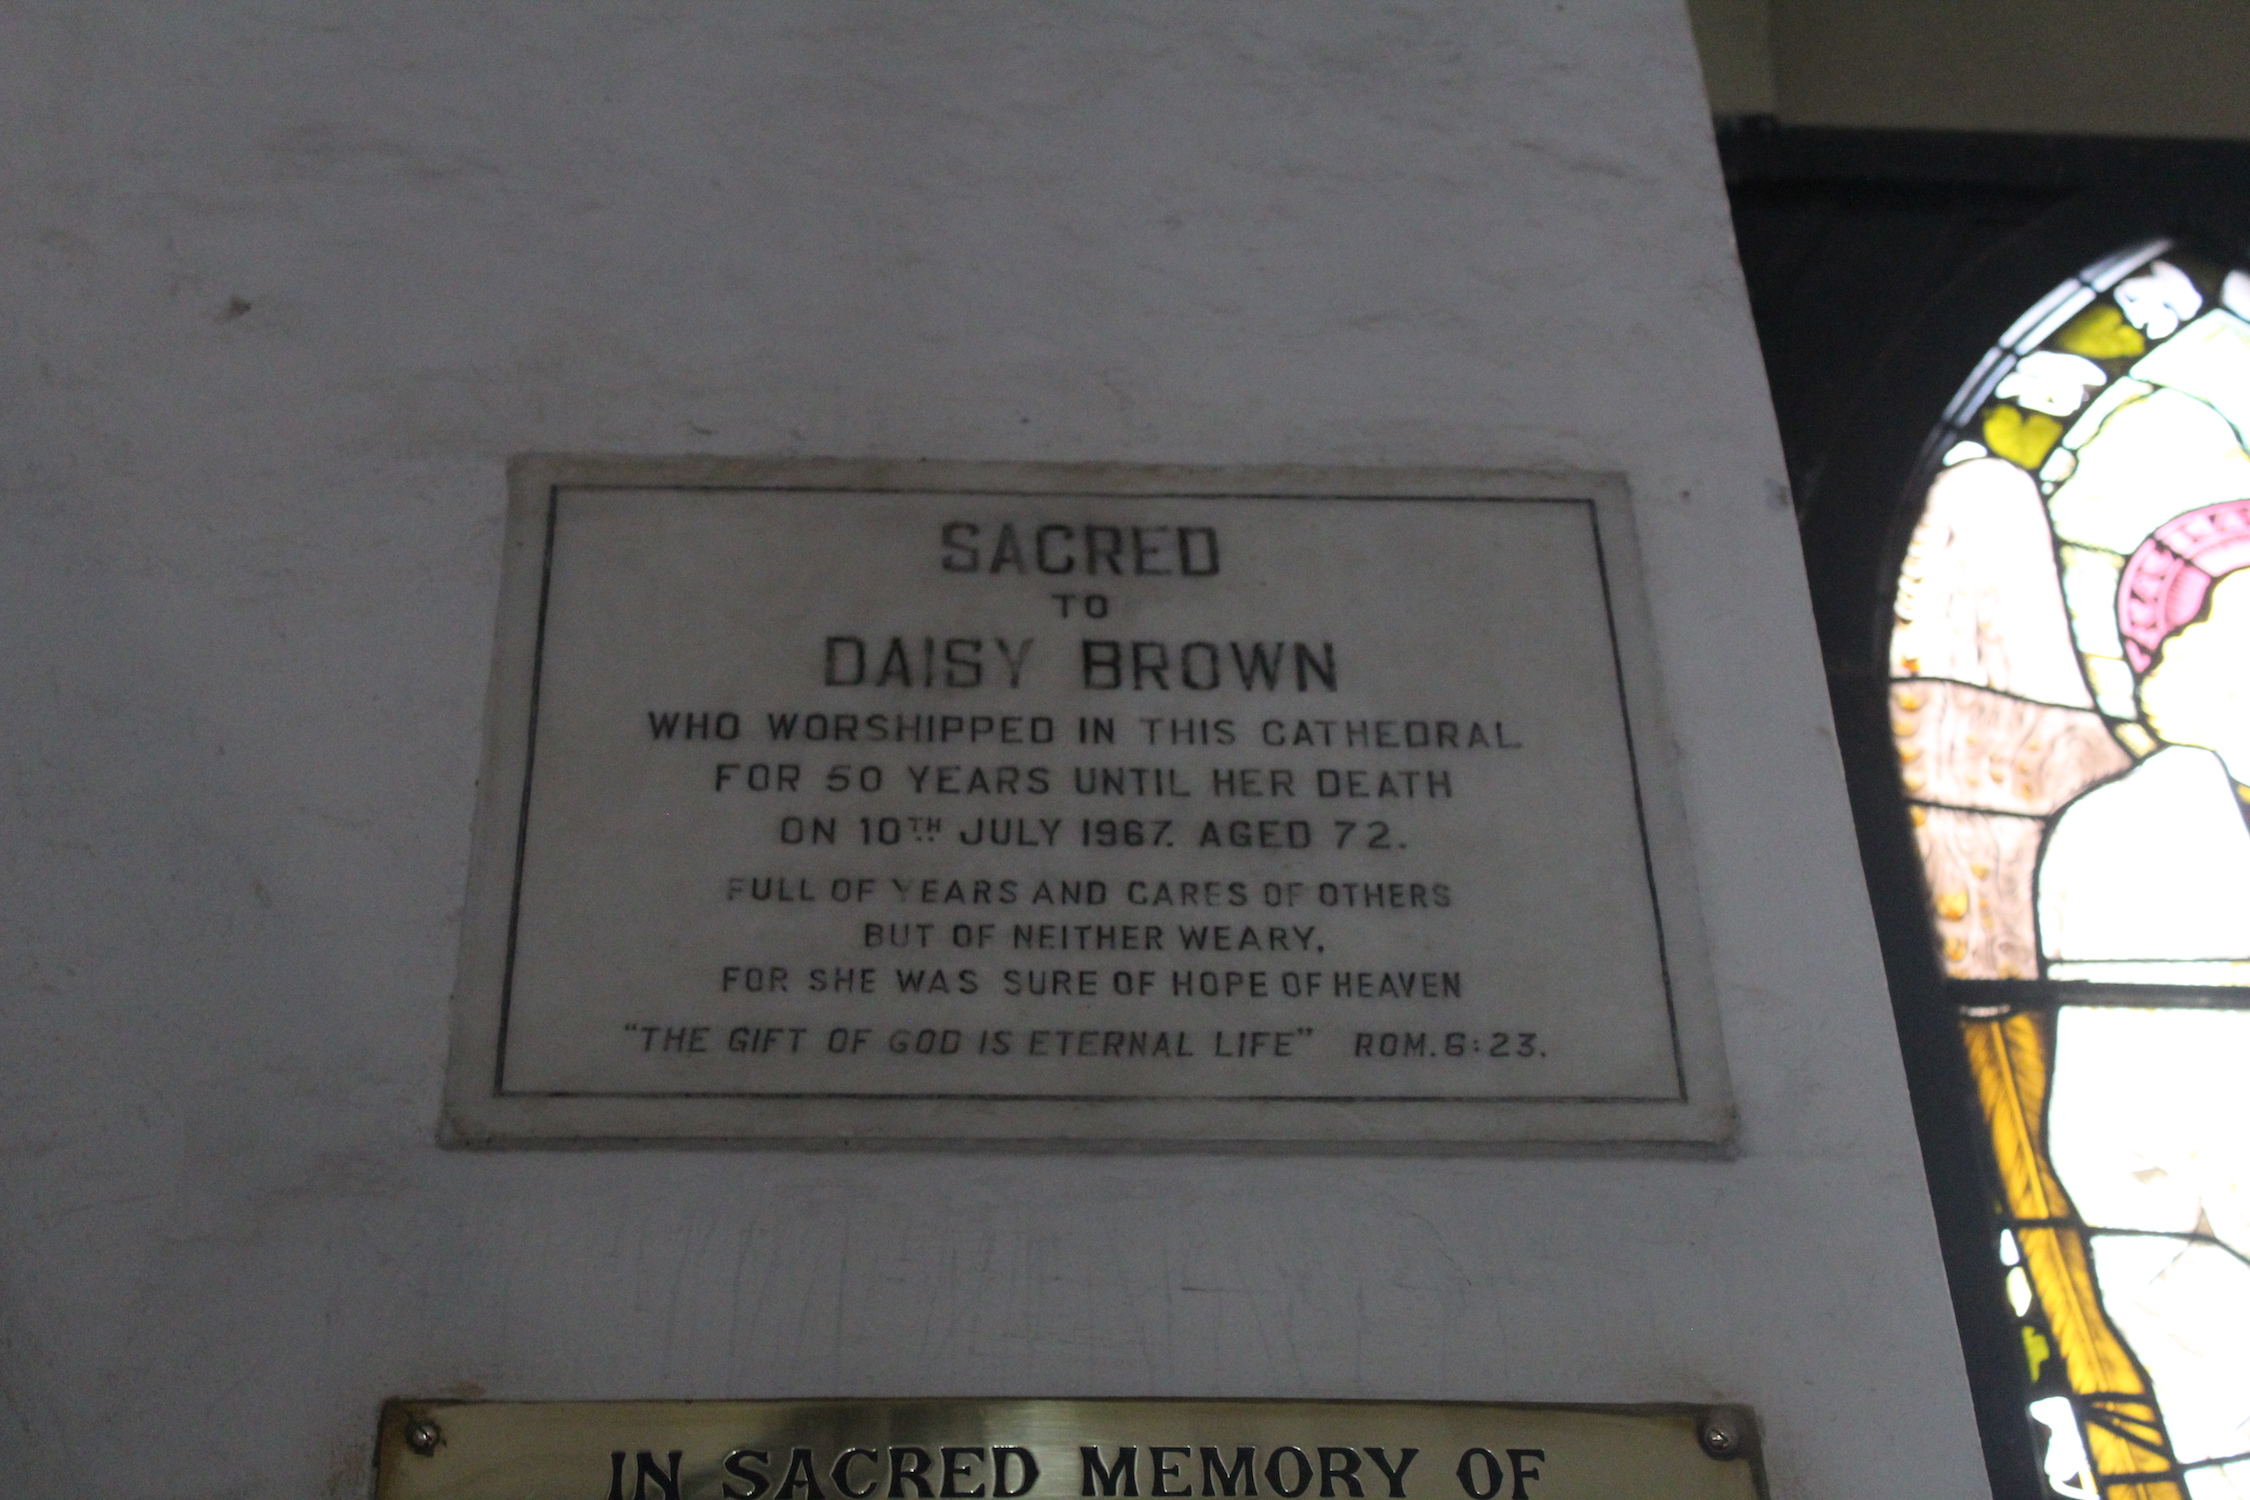 SACRED
TO
DAISY BROWN
WHO WORSHIPPED IN THIS CATHEDRAL
FOR 50 YEARS UNTIL HER DEATH
ON 10TH JULY 1967. AGED 72.
FULL OF YEARS AND CARES OF OTHERS
BUT OF NEITHER WEARY,
FOR SHE WAS SURE OF HOPE OF HEAVEN
"THE GIFT OF GOD IS ETERNAL LIFE" ROM. 6:23.
IN SACRED MEMORY OF